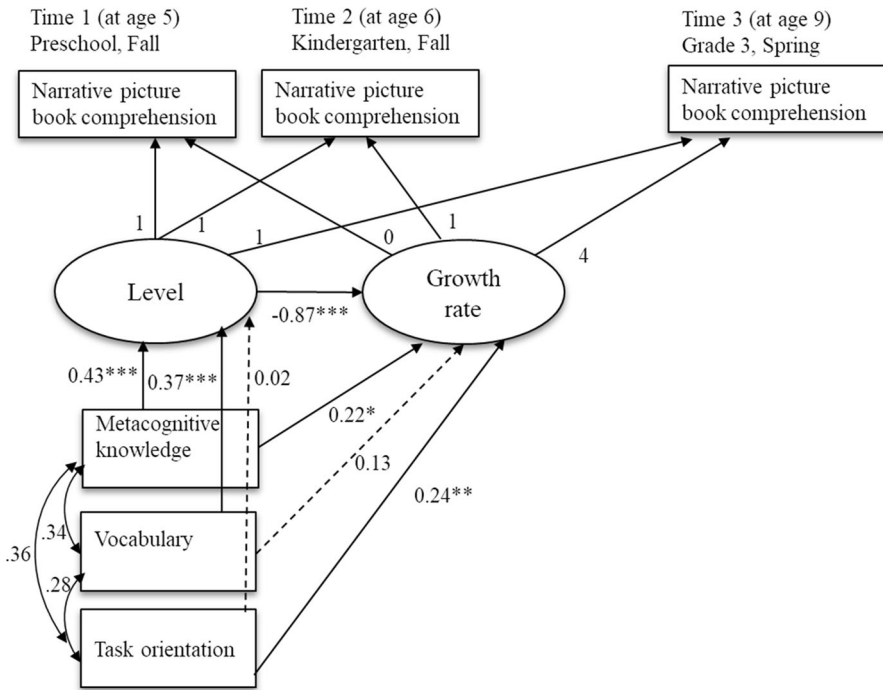 Time 1 (at age 5)
Preschool, Fall
Time 2 (at age 6)
Kindergarten, Fall
Time 3 (at age 9)
Grade 3, Spring
Narrative picture
book comprehension
Narrative picture
book comprehension
Narrative picture
book comprehension
1
1
1
0
1
4
Level
Growth
rate
-0.87***
0.43***
0.37***
0.02
0.22*
0.13
0.24**
Metacognitive
knowledge
Vocabulary
Task orientation
.34
.36
.28